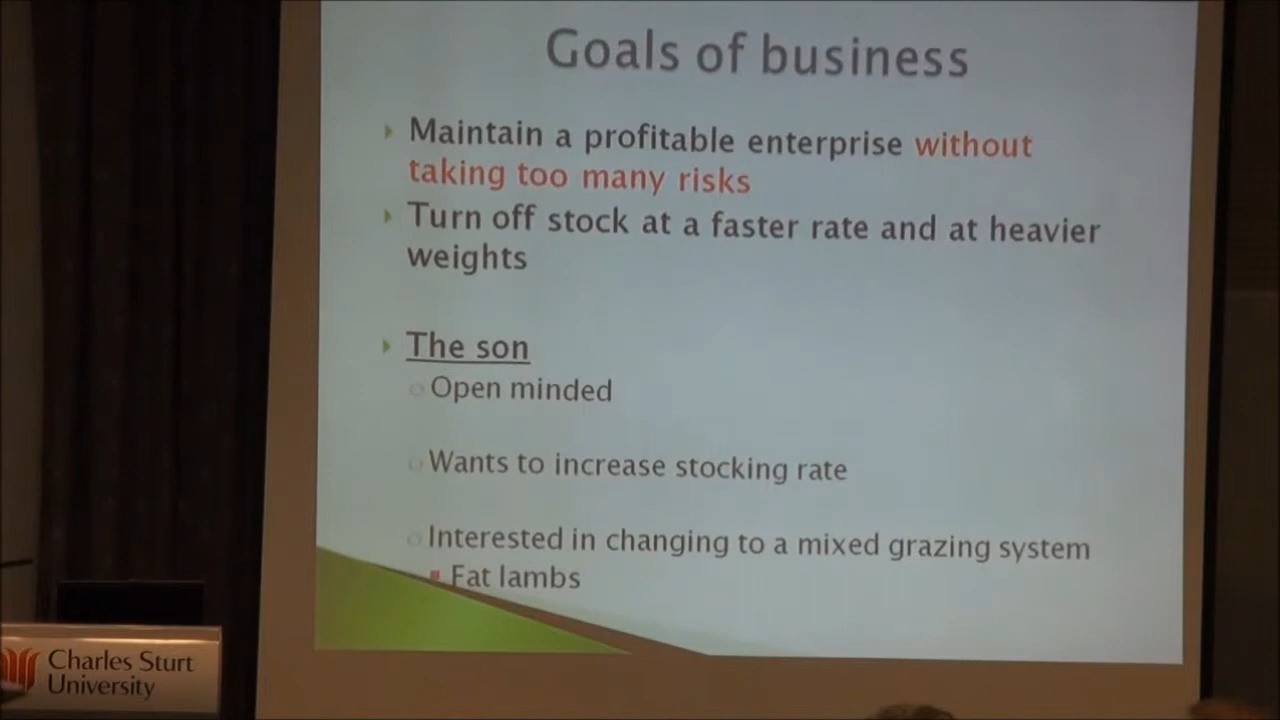 Goals of business
Maintain a profitable enterprise without
taking too many risks
Turn off stock at a faster rate and at heavier
weights
The son
Open minded
Wants to increase stocking rate
Interested in changing to a mixed grazing system
Fat lambs
Charles Sturt
University